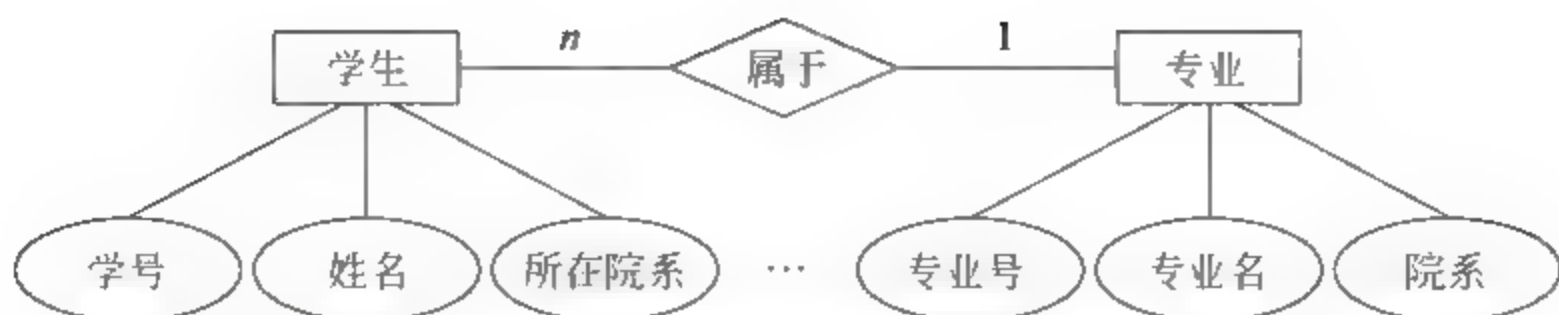 学生 n 属于 1 专业
学号 姓名 所在院系 … 专业号 专业名 院系